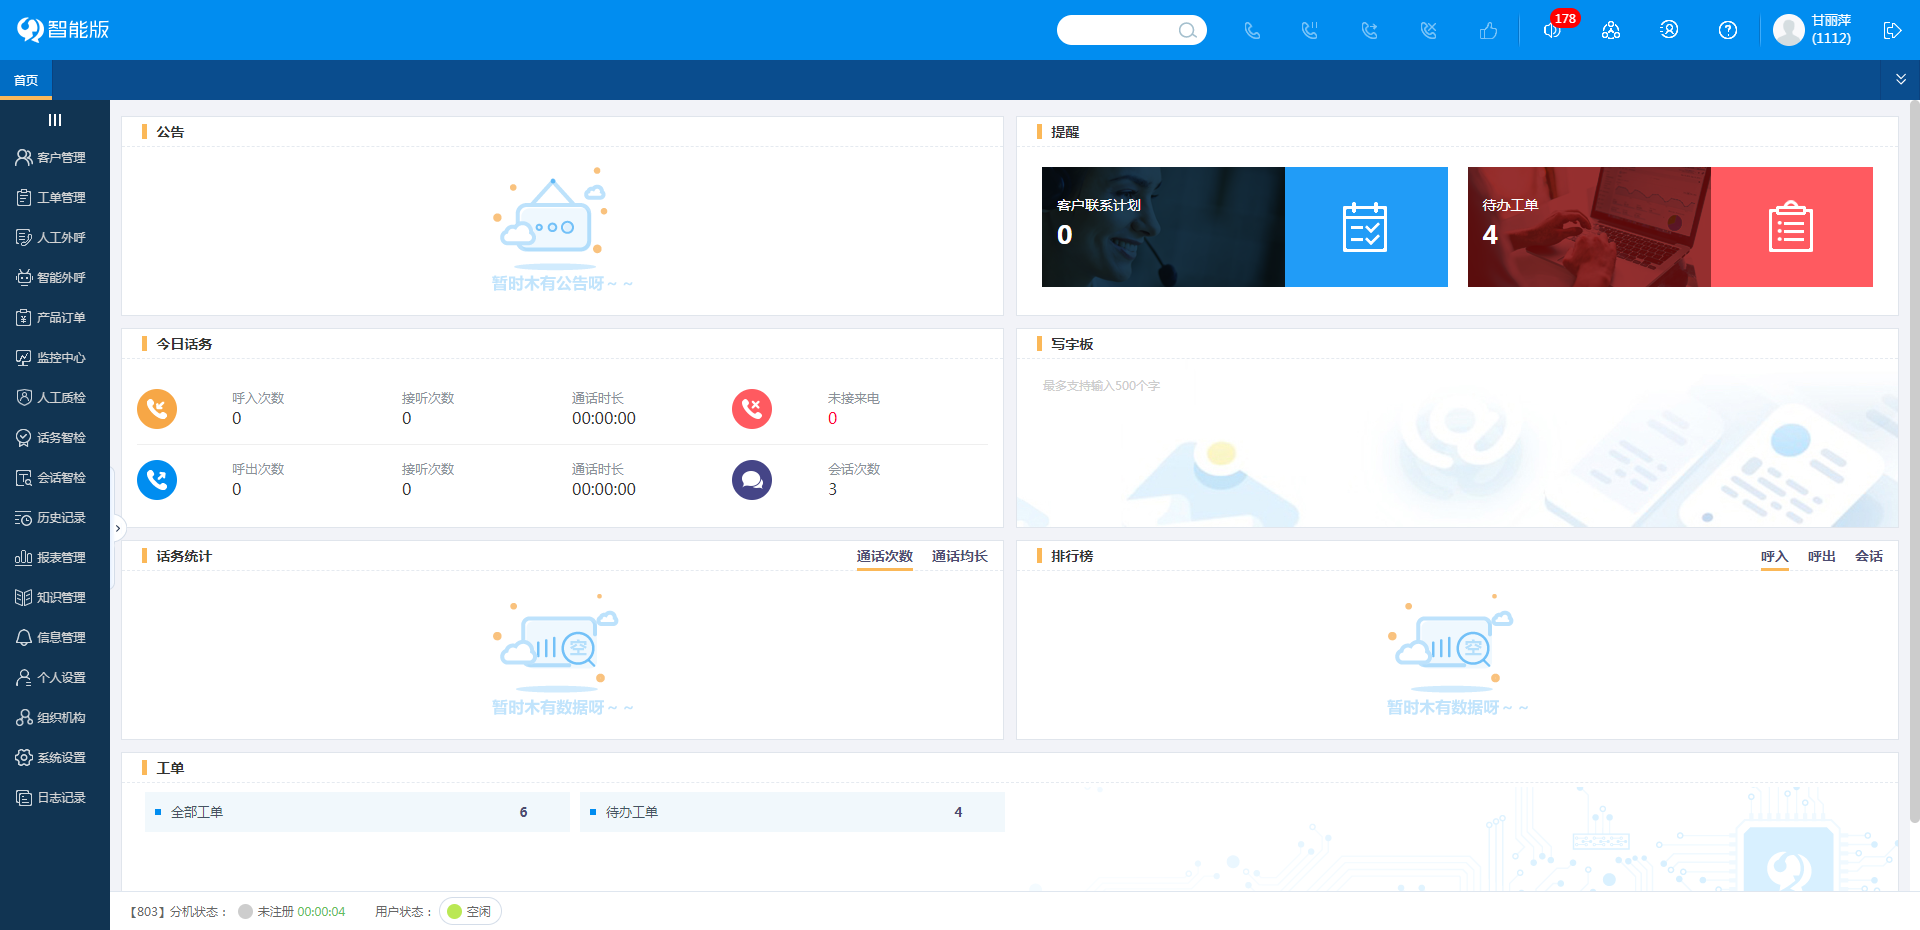 智能版
178
甘丽萍
(1112)
首页
客户管理
工单管理
人工外呼
智能外呼
产品订单
监控中心
人工质检
话务智检
会话智检
历史记录
报表管理
知识管理
信息管理
个人设置
组织机构
系统设置
日志记录
公告
暂时木有公告呀~ ~
提醒
客户联系计划
0
待办工单
4
今日话务
呼入次数 接听次数 通话时长 未接来电
0 0 00:00:00 0
呼出次数 接听次数 通话时长 会话次数
0 0 00:00:00 3
写字板
最多支持输入500个字
话务统计 通话次数 通话均长
空
暂时木有数据呀~ ~
排行榜 呼入 呼出 会话
空
暂时木有数据呀~ ~
工单
全部工单 6 待办工单 4
【803】分机状态： 未注册 00:00:04 用户状态： 空闲